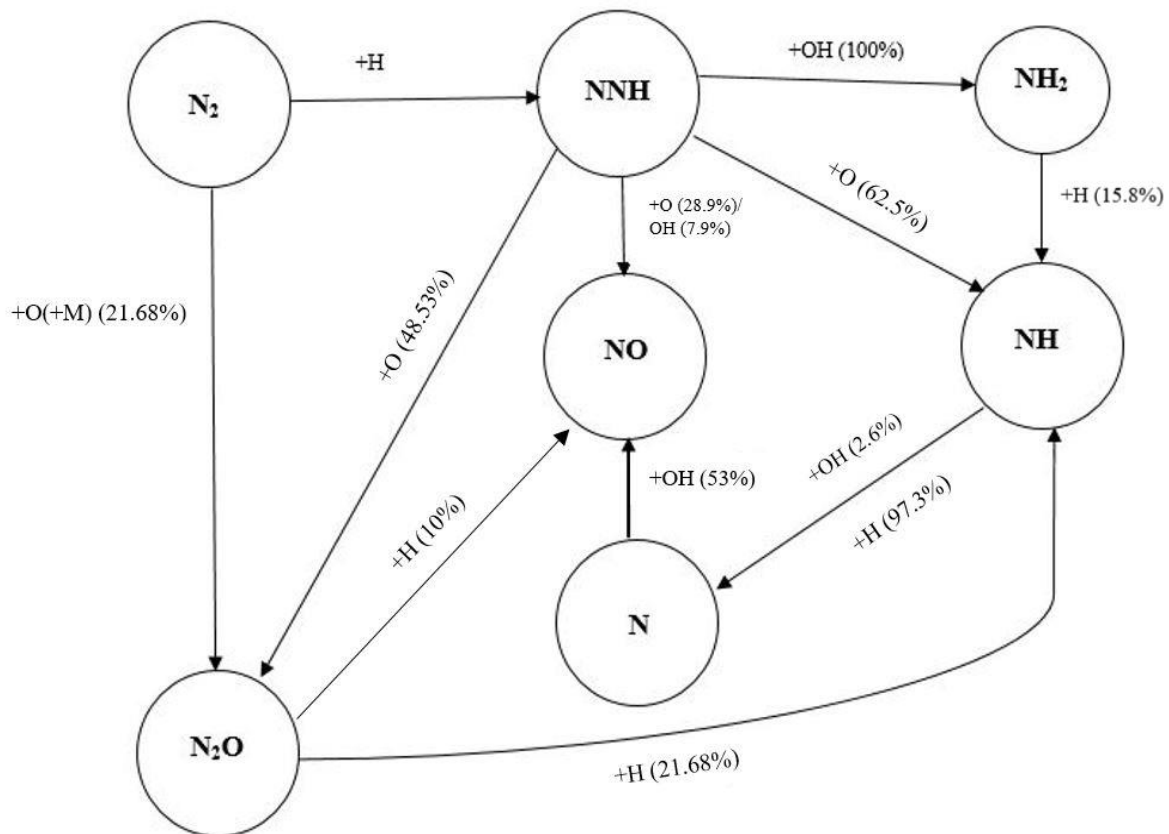 N₂
+H
NNH
+OH (100%)
NH₂
+O(+M) (21.68%)
+O (48.53%)
+O (28.9%)/
OH (7.9%)
+O (62.5%)
+H (15.8%)
NO
NH
+H (10%)
+OH (53%)
+OH (2.6%)
+H (97.3%)
N
N₂O
+H (21.68%)